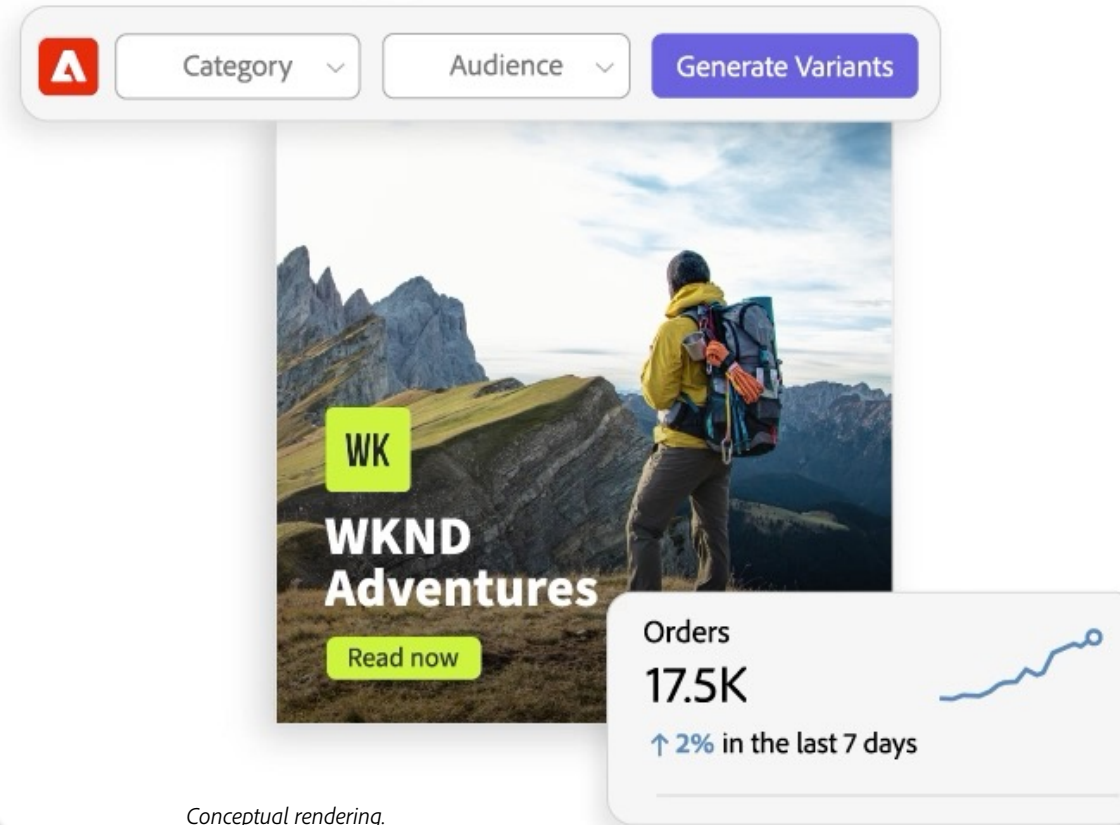 Category
Audience
Generate Variants
WK
WKND
Adventures
Read now
Orders
17.5K
↑ 2% in the last 7 days
Conceptual rendering.